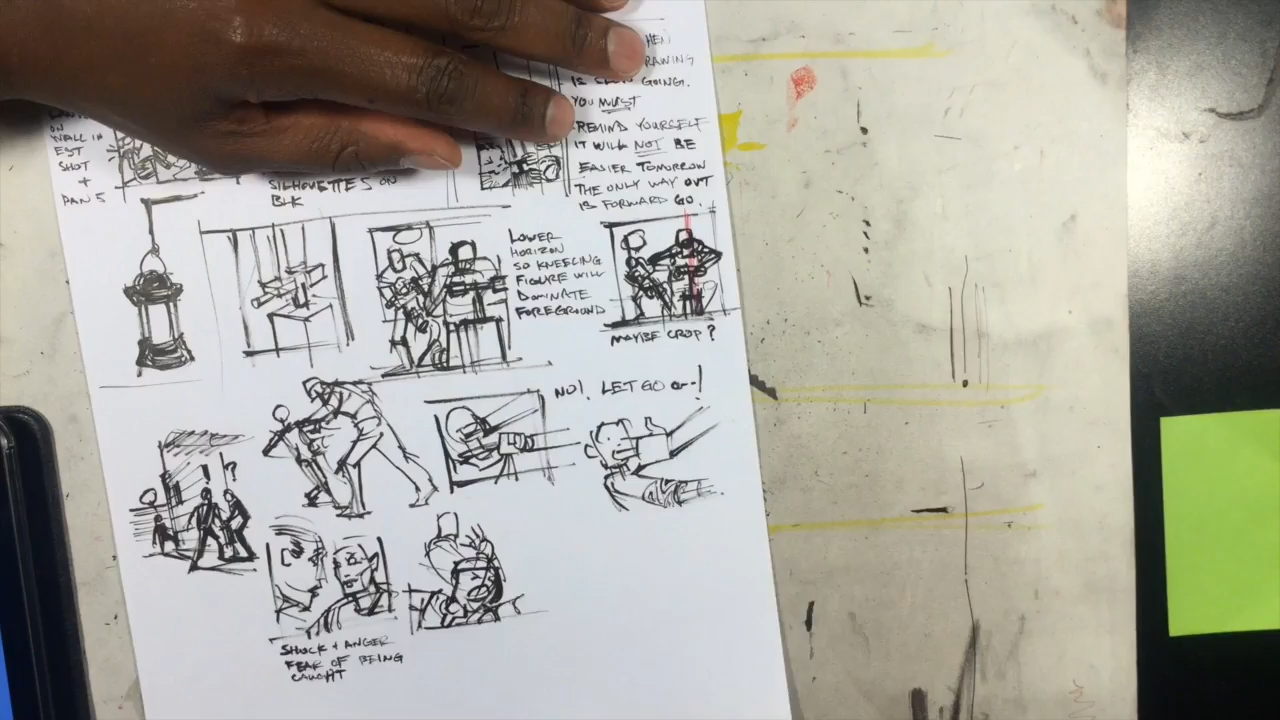 ON
WALL IN
EST
SHOT
+
PAN 5
SILHOUETTES ON
BLK
IS SLOW GOING.
YOU MUST
REMIND YOURSELF
IT WILL NOT BE
EASIER TOMORROW
THE ONLY WAY OUT
IS FORWARD GO.
LOWER
HORIZON
SO KNEELING
FIGURE WILL
DOMINATE
FOREGROUND
MAYBE CROP?
NO! LET GO OF--!
! ?
SHOCK + ANGER
FEAR OF BEING
CAUGHT